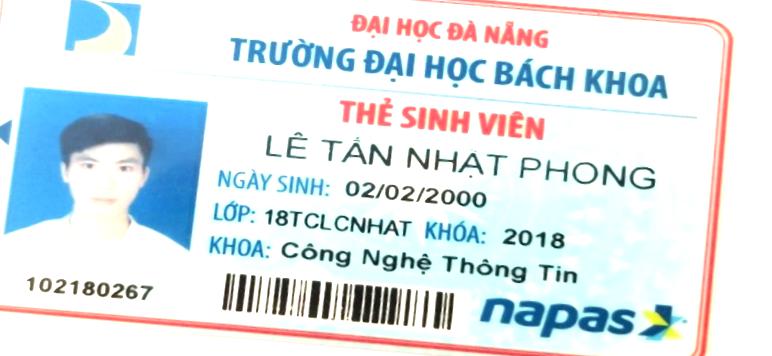 ĐẠI HỌC ĐÀ NẴNG
TRƯỜNG ĐẠI HỌC BÁCH KHOA
THẺ SINH VIÊN
LÊ TẤN NHẬT PHONG
NGÀY SINH: 02/02/2000
LỚP: 18TCLCNHAT KHÓA: 2018
KHOA: Công Nghệ Thông Tin
102180267
napas